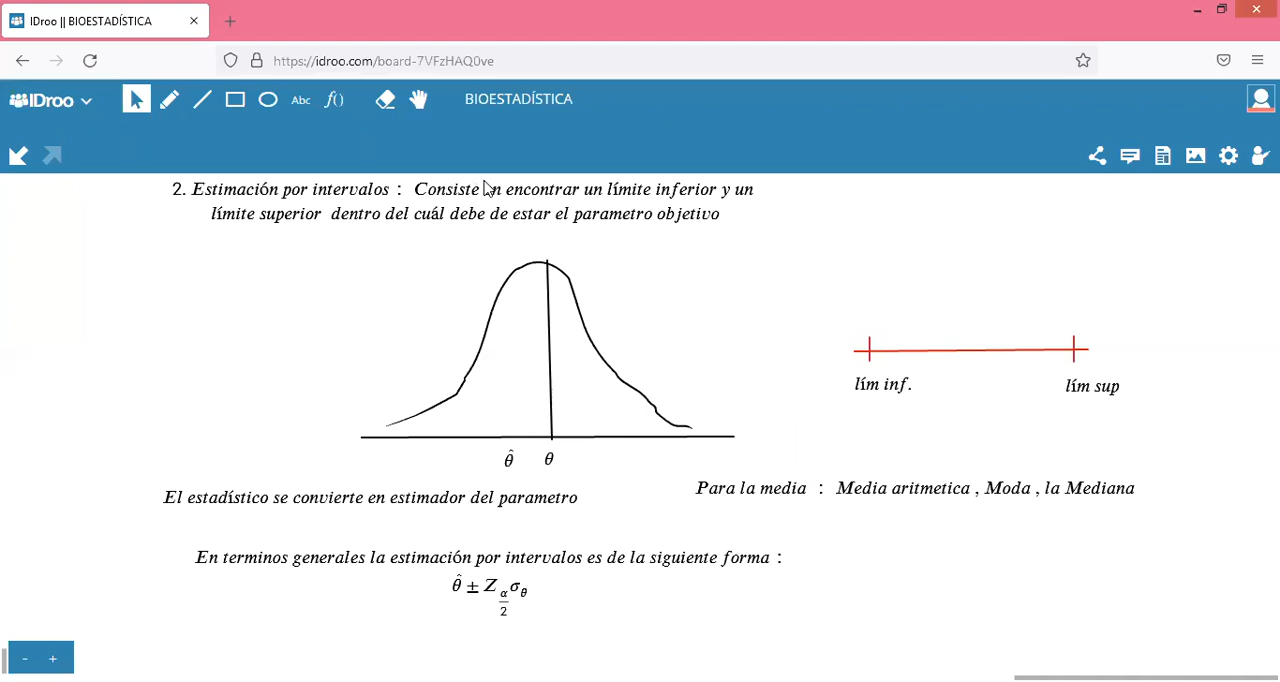 IDroo || BIOESTADÍSTICA
https://idroo.com/board-7VFzHAQ0ve
IDroo
Abc
f()
BIOESTADÍSTICA
2. Estimación por intervalos : Consiste en encontrar un límite inferior y un
límite superior dentro del cuál debe de estar el parametro objetivo
lím inf.
lím sup
θ̂ θ
El estadístico se convierte en estimador del parametro
Para la media : Media aritmetica , Moda , la Mediana
En terminos generales la estimación por intervalos es de la siguiente forma :
θ̂ ± Z α/2 σθ
- +